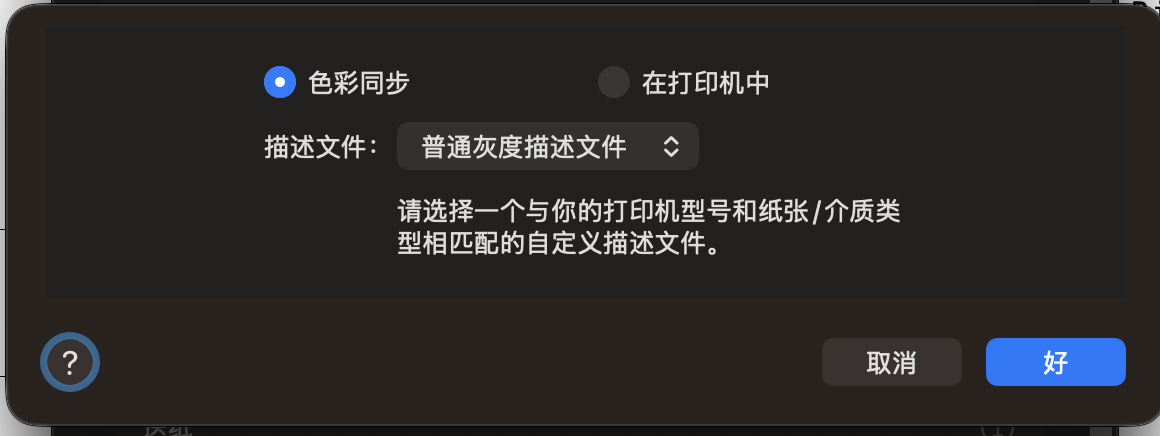 色彩同步
在打印机中
描述文件：
普通灰度描述文件
请选择一个与你的打印机型号和纸张/介质类
型相匹配的自定义描述文件。
?
取消
好